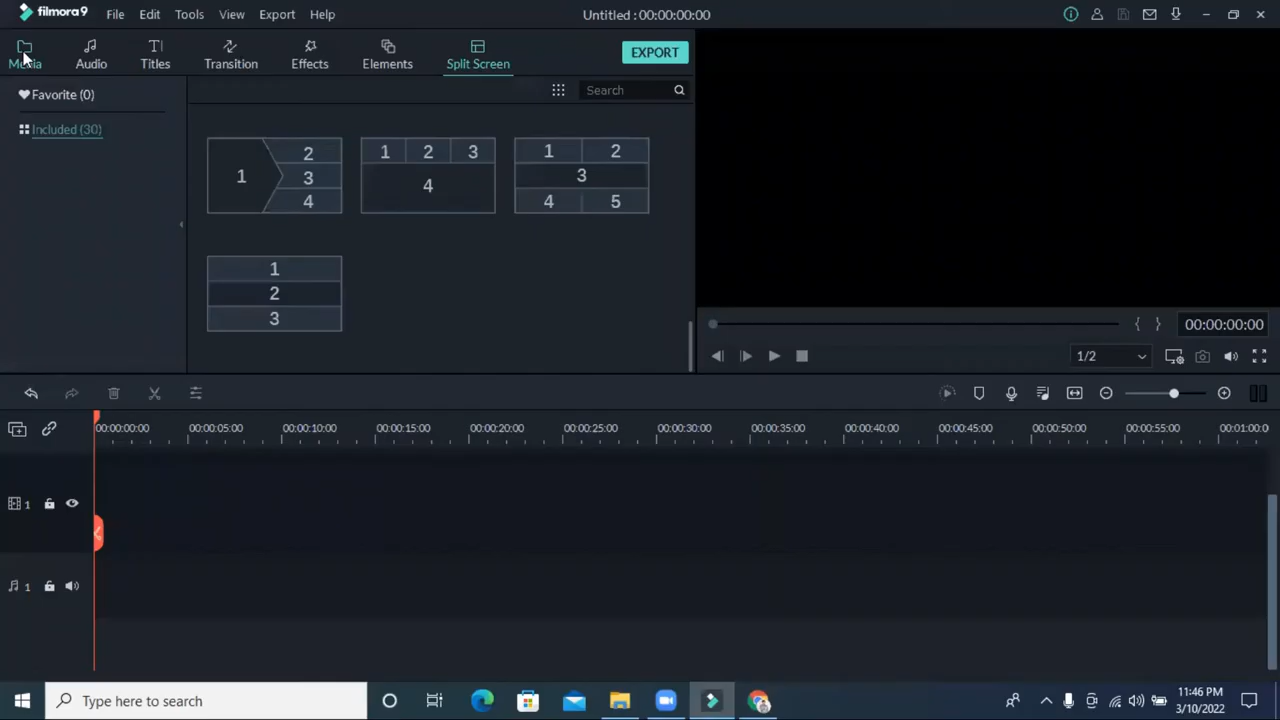 filmora9 File Edit Tools View Export Help Untitled : 00:00:00:00
Media Audio Titles Transition Effects Elements Split Screen EXPORT
Favorite (0) Search
Included (30)
1 2 3 4
1 2 3 4
1 2 3 4 5
1 2 3
00:00:00:00
1/2
00:00:00:00 00:00:05:00 00:00:10:00 00:00:15:00 00:00:20:00 00:00:25:00 00:00:30:00 00:00:35:00 00:00:40:00 00:00:45:00 00:00:50:00 00:00:55:00 00:01:00:0
1
1
Type here to search 11:46 PM
3/10/2022